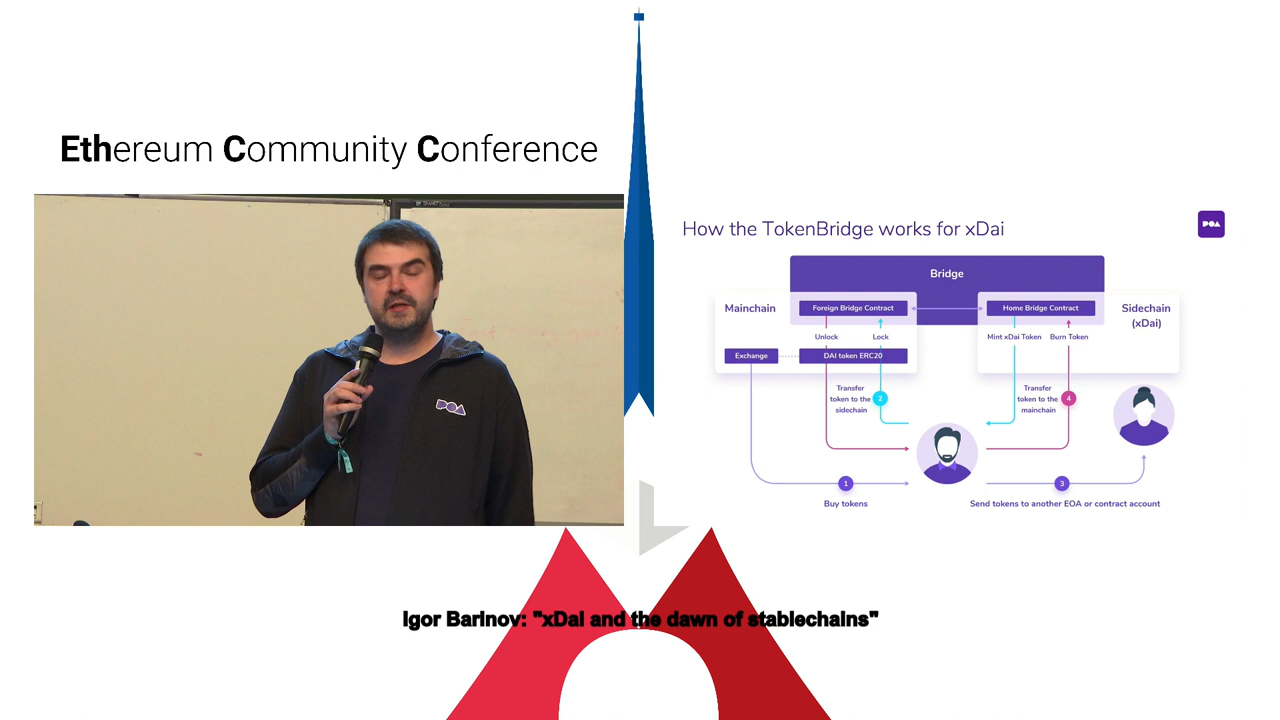 Ethereum Community Conference
SMART
POA
How the TokenBridge works for xDai
POA
Bridge
Mainchain
Foreign Bridge Contract
Home Bridge Contract
Sidechain
(xDai)
Unlock
Lock
Mint xDai Token
Burn Token
Exchange
DAI token ERC20
Transfer
token to the
sidechain
2
Transfer
token to the
mainchain
4
1
3
Buy tokens
Send tokens to another EOA or contract account
Igor Barinov: "xDai and the dawn of stablechains"